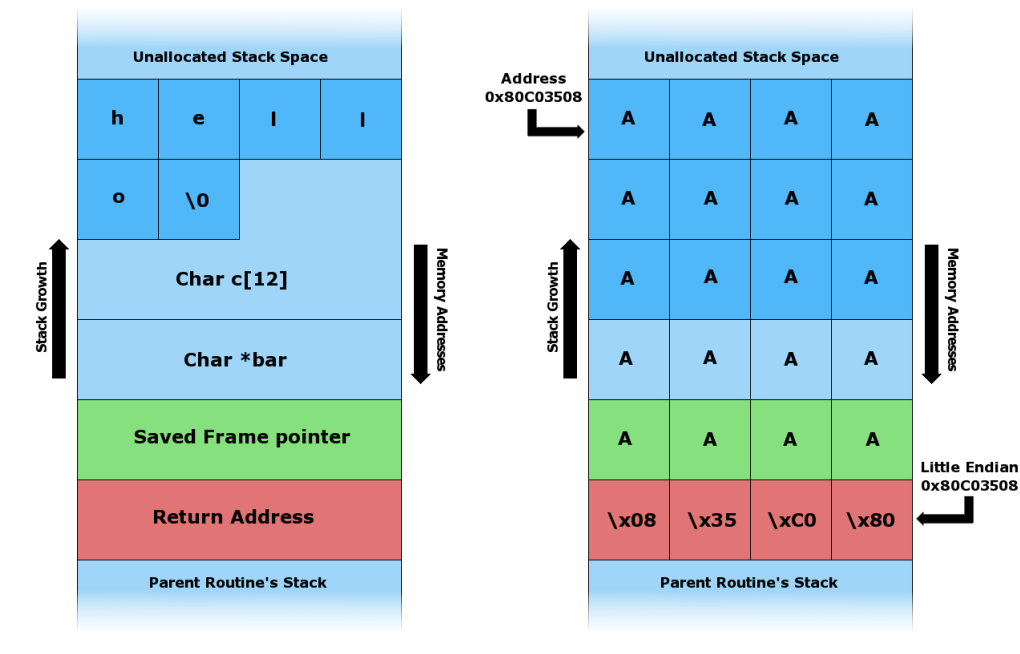 Unallocated Stack Space
h e l l
o \0
Char c[12]
Char *bar
Saved Frame pointer
Return Address
Parent Routine's Stack
Stack Growth
Memory Addresses
Unallocated Stack Space
Address
0x80C03508
A A A A
A A A A
A A A A
A A A A
A A A A
\x08 \x35 \xC0 \x80
Parent Routine's Stack
Stack Growth
Memory Addresses
Little Endian
0x80C03508